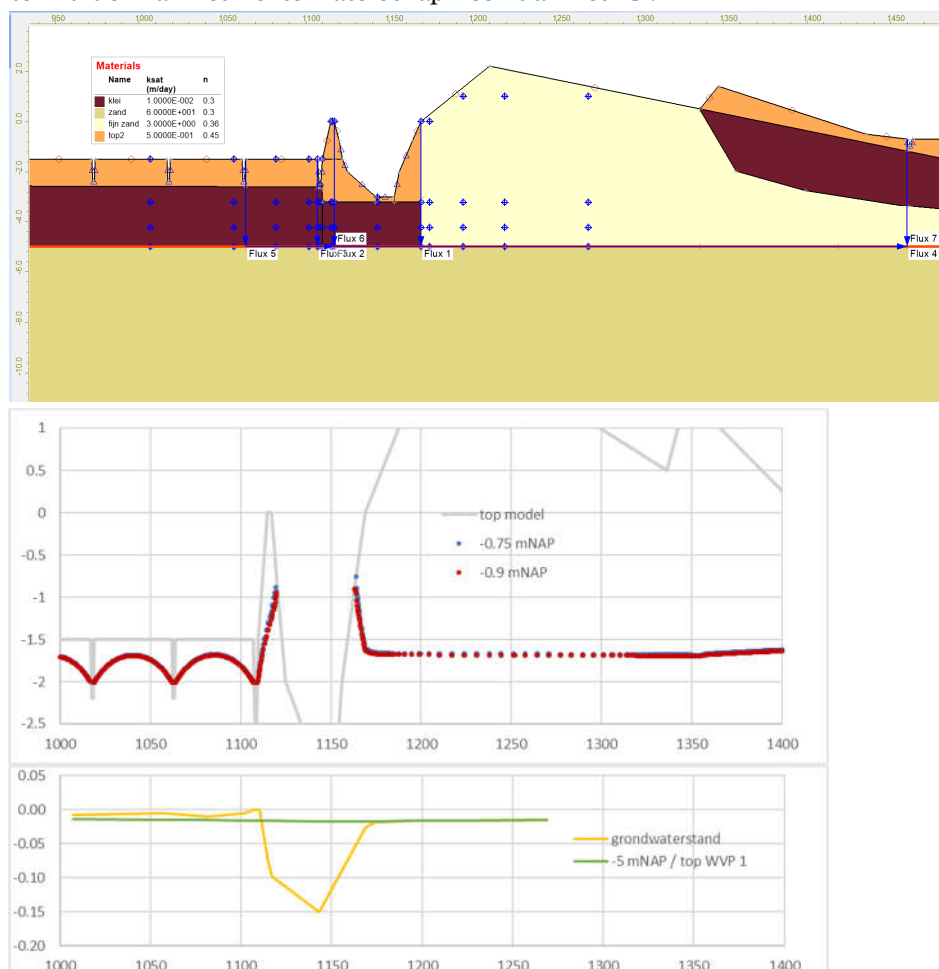 950 1000 1050 1100 1150 1200 1250 1300 1350 1400 1450
Materials
Name ksat n
(m/day)
klei 1.0000E-002 0.3
zand 6.0000E+001 0.3
fijn zand 3.0000E+000 0.36
top2 5.0000E-001 0.45
2.0
0.0
-2.0
-4.0
-6.0
-8.0
-10.0
Flux 6
Flux 7
Flux 5
Flux 2
Flux 1
Flux 4
1
0.5
0
-0.5
-1
-1.5
-2
-2.5
top model
-0.75 mNAP
-0.9 mNAP
1000 1050 1100 1150 1200 1250 1300 1350 1400
0.05
0.00
-0.05
-0.10
-0.15
-0.20
grondwaterstand
-5 mNAP / top WVP 1
1000 1050 1100 1150 1200 1250 1300 1350 1400